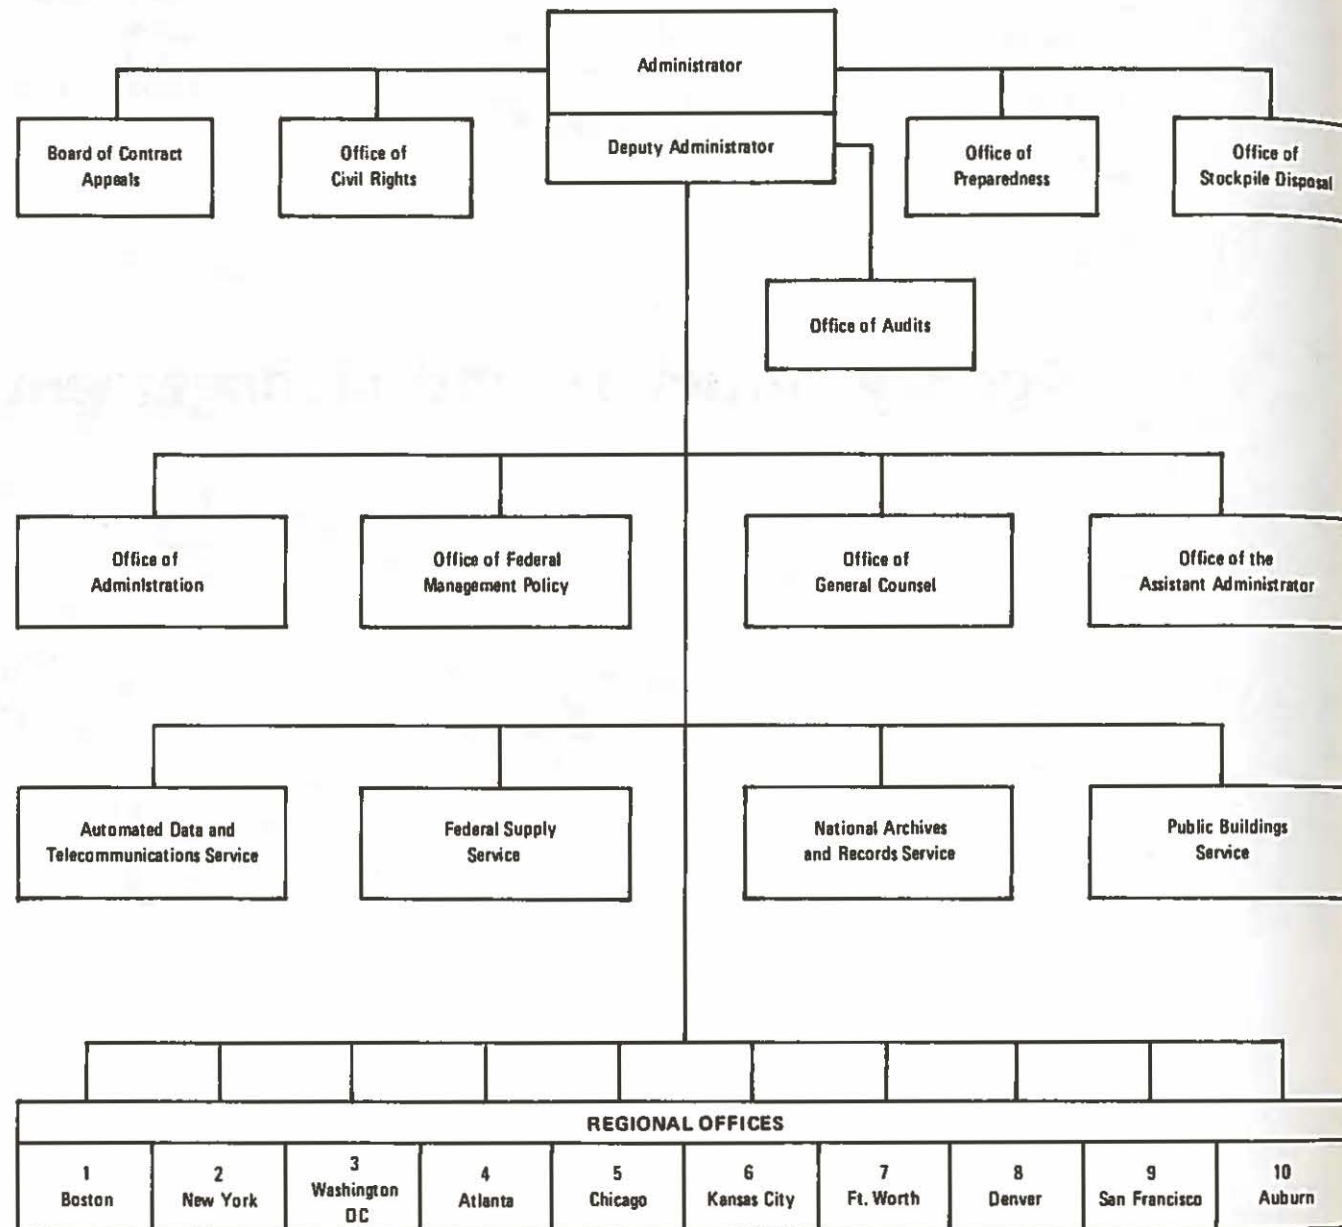 Administrator
Deputy Administrator
Board of Contract
Appeals
Office of
Civil Rights
Office of
Preparedness
Office of
Stockpile Disposal
Office of Audits
Office of
Administration
Office of Federal
Management Policy
Office of
General Counsel
Office of the
Assistant Administrator
Automated Data and
Telecommunications Service
Federal Supply
Service
National Archives
and Records Service
Public Buildings
Service
REGIONAL OFFICES
1
Boston
2
New York
3
Washington
DC
4
Atlanta
5
Chicago
6
Kansas City
7
Ft. Worth
8
Denver
9
San Francisco
10
Auburn